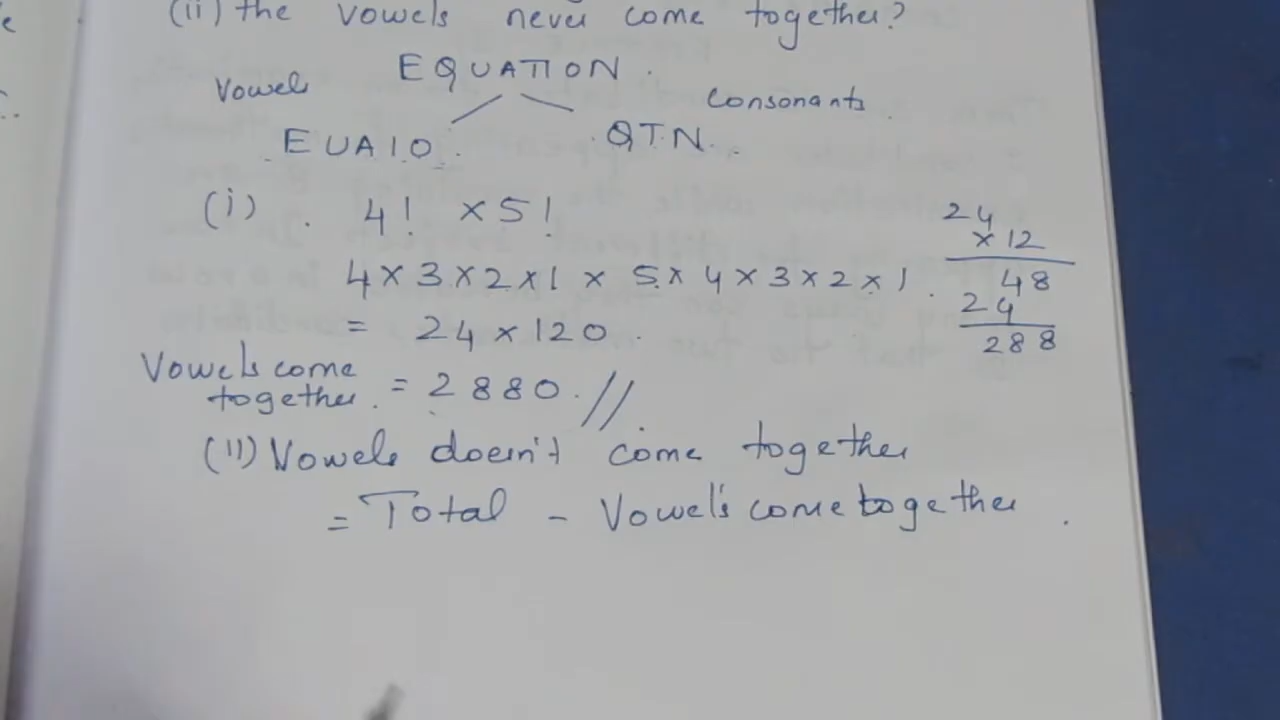 (ii) the vowels never come together?
EQUATION.
Vowels
Consonants
EUAIO.
QTN.
(i) . 4! × 5!
4 × 3 × 2 × 1 × 5 × 4 × 3 × 2 × 1.
= 24 × 120.
Vowels come
together. = 2880.//
24
× 12
48
24
288
(II) Vowels doesn't come together
= Total - Vowel's come together.